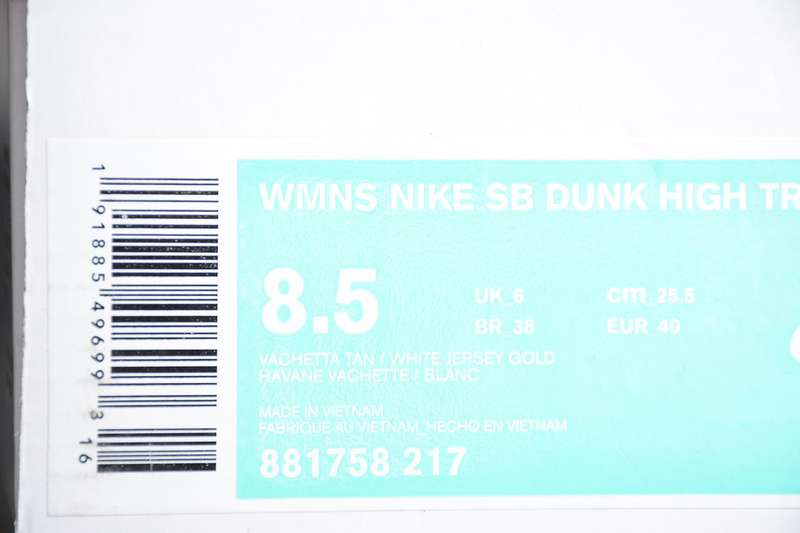 WMNS NIKE SB DUNK HIGH TR
8.5
UK_6
cm_25.5
BR_38
EUR_40
VACHETTA TAN / WHITE JERSEY GOLD
HAVANE VACHETTE / BLANC
MADE IN VIETNAM
FABRIQUE AU VIETNAM_HECHO EN VIETNAM
881758 217
1 91885 49699 3 16